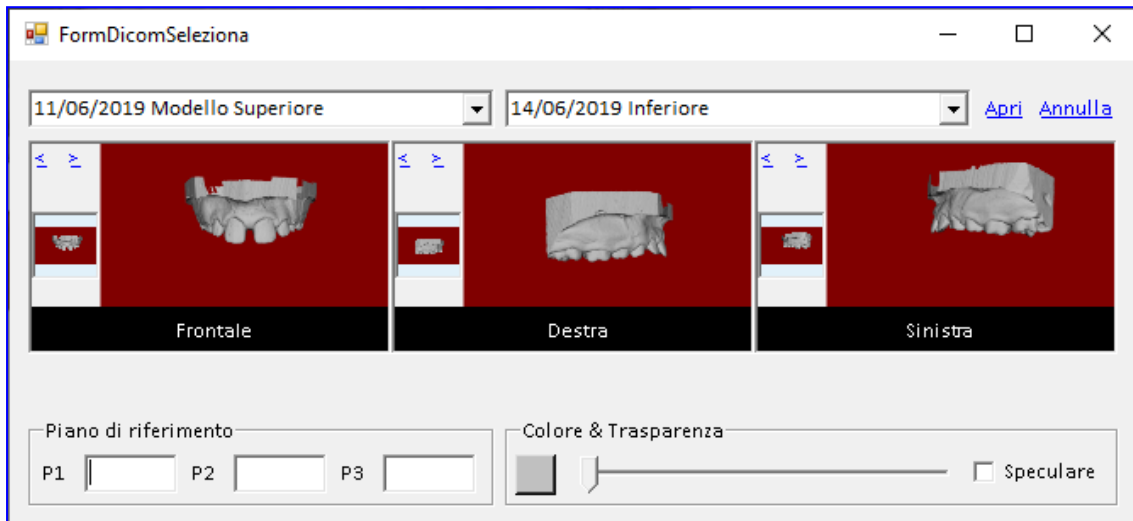 FormDicomSeleziona
11/06/2019 Modello Superiore 14/06/2019 Inferiore Apri Annulla
< > < > < >
Frontale Destra Sinistra
Piano di riferimento Colore & Trasparenza
P1 P2 P3 Speculare